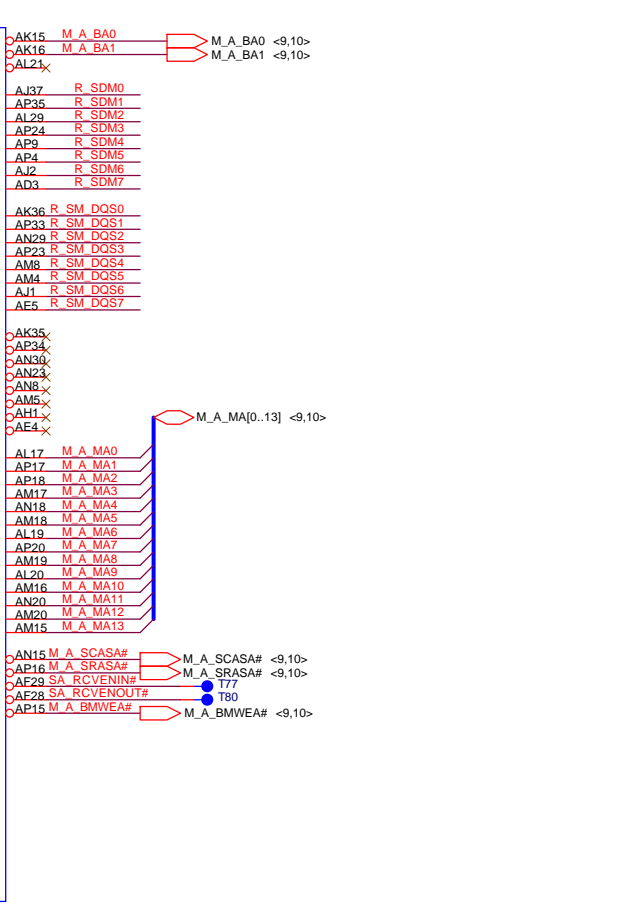 AK15 M_A_BA0 M_A_BA0 <9,10>
AK16 M_A_BA1 M_A_BA1 <9,10>
AL21
AJ37 R_SDM0
AP35 R_SDM1
AL29 R_SDM2
AP24 R_SDM3
AP9 R_SDM4
AP4 R_SDM5
AJ2 R_SDM6
AD3 R_SDM7
AK36 R_SM_DQS0
AP33 R_SM_DQS1
AN29 R_SM_DQS2
AP23 R_SM_DQS3
AM8 R_SM_DQS4
AM4 R_SM_DQS5
AJ1 R_SM_DQS6
AE5 R_SM_DQS7
AK35
AP34
AN30
AN23
AN8
AM5
AH1
AE4
M_A_MA[0..13] <9,10>
AL17 M_A_MA0
AP17 M_A_MA1
AP18 M_A_MA2
AM17 M_A_MA3
AN18 M_A_MA4
AM18 M_A_MA5
AL19 M_A_MA6
AP20 M_A_MA7
AM19 M_A_MA8
AL20 M_A_MA9
AM16 M_A_MA10
AN20 M_A_MA11
AM20 M_A_MA12
AM15 M_A_MA13
AN15 M_A_SCASA# M_A_SCASA# <9,10>
AP16 M_A_SRASA# M_A_SRASA# <9,10>
AF29 SA_RCVENIN# T77
AF28 SA_RCVENOUT# T80
AP15 M_A_BMWEA# M_A_BMWEA# <9,10>